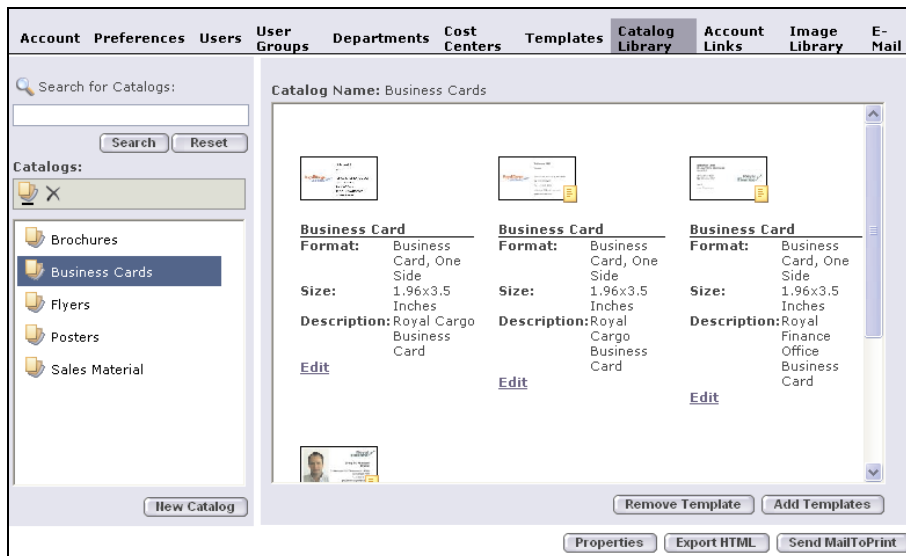 Account Preferences Users User Groups Departments Cost Centers Templates Catalog Library Account Links Image Library E-Mail
Search for Catalogs:
Search Reset
Catalogs:
Brochures
Business Cards
Flyers
Posters
Sales Material
New Catalog
Catalog Name: Business Cards
Business Card
Format: Business Card, One Side
Size: 1.96x3.5 Inches
Description: Royal Cargo Business Card
Edit
Business Card
Format: Business Card, One Side
Size: 1.96x3.5 Inches
Description: Royal Cargo Business Card
Edit
Business Card
Format: Business Card, One Side
Size: 1.96x3.5 Inches
Description: Royal Finance Office Business Card
Edit
Remove Template Add Templates
Properties Export HTML Send MailToPrint